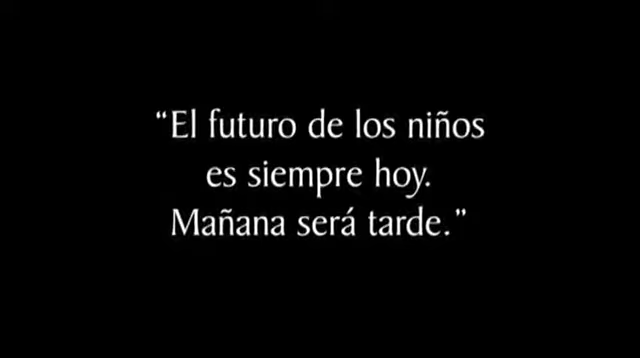 “El futuro de los niños
es siempre hoy.
Mañana será tarde.”